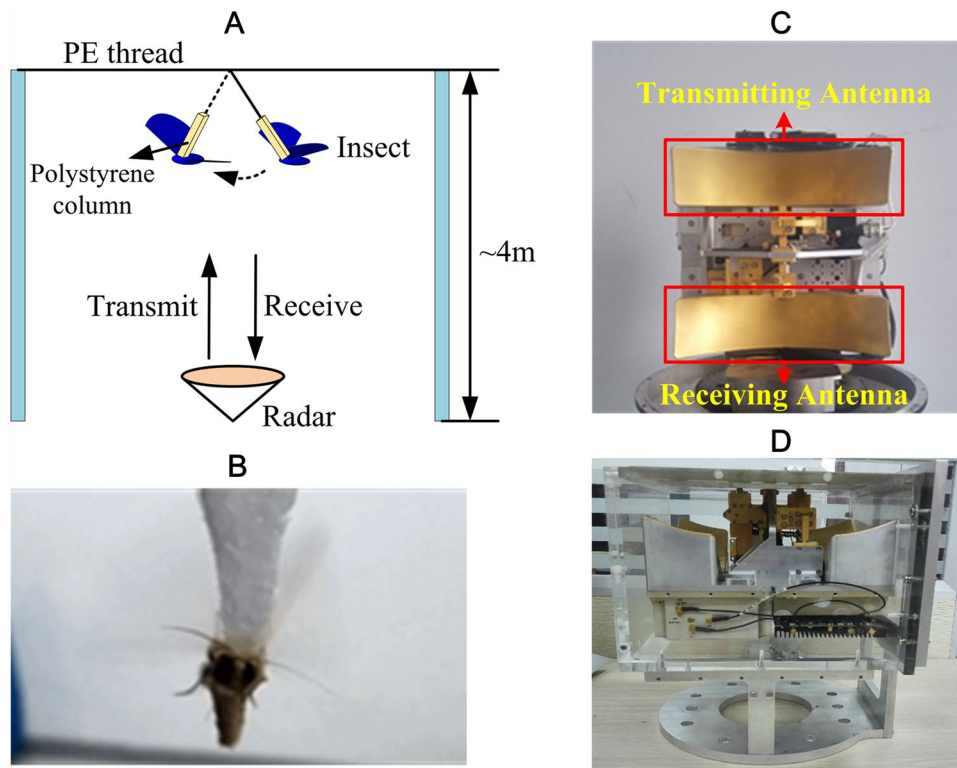 A
PE thread
Insect
Polystyrene
column
~4m
Transmit
Receive
Radar
B
C
Transmitting Antenna
Receiving Antenna
D